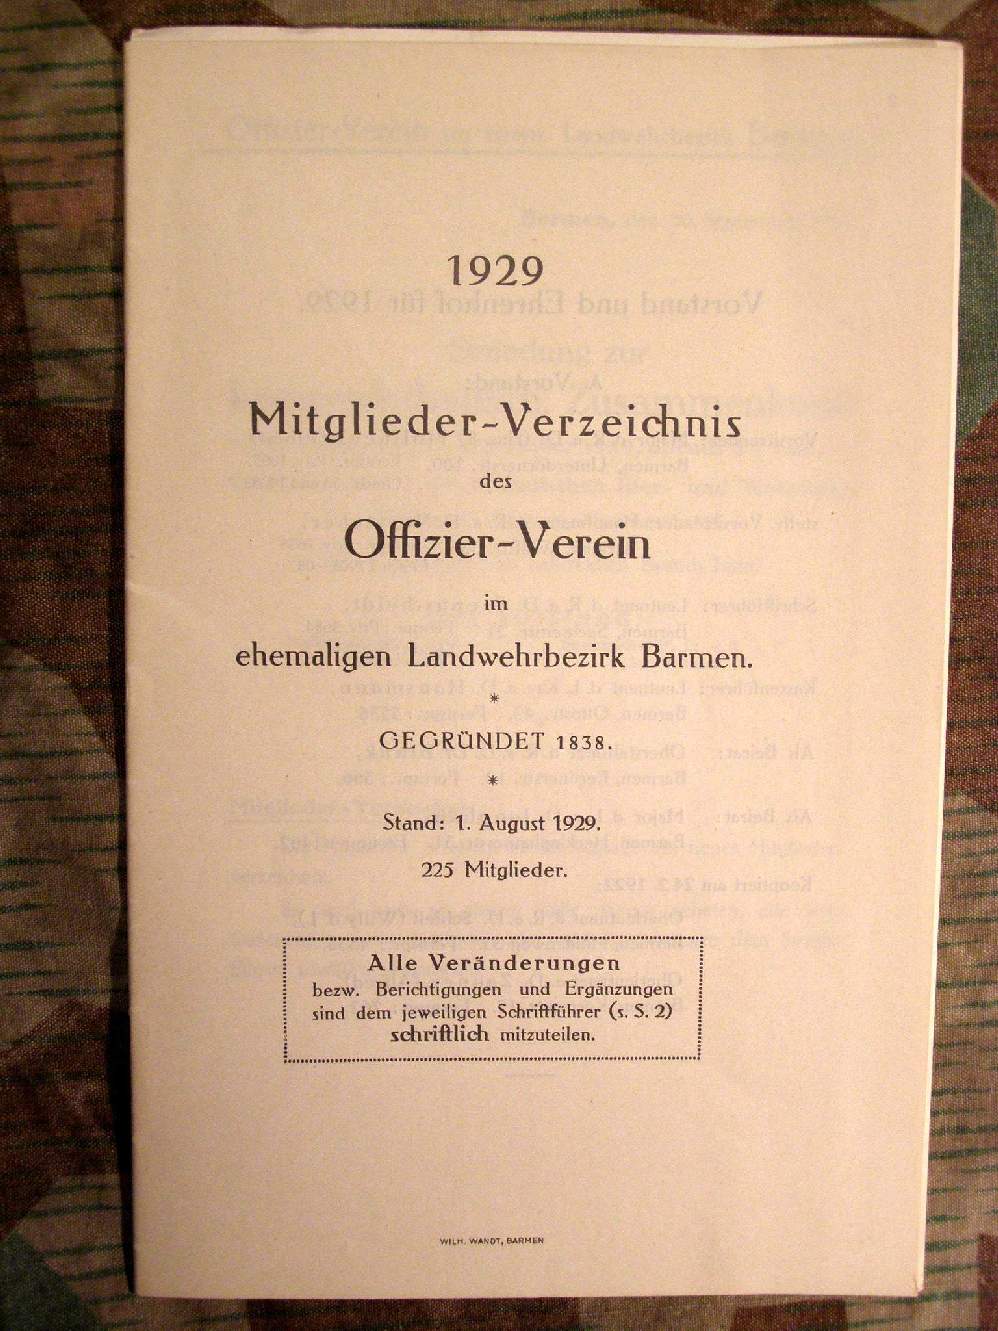 1929
Mitglieder-Verzeichnis
des
Offizier-Verein
im
ehemaligen Landwehrbezirk Barmen.
*
GEGRÜNDET 1838.
*
Stand: 1. August 1929.
225 Mitglieder.
Alle Veränderungen
bezw. Berichtigungen und Ergänzungen
sind dem jeweiligen Schriftführer (s. S. 2)
schriftlich mitzuteilen.
WILH. WANDT, BARMEN